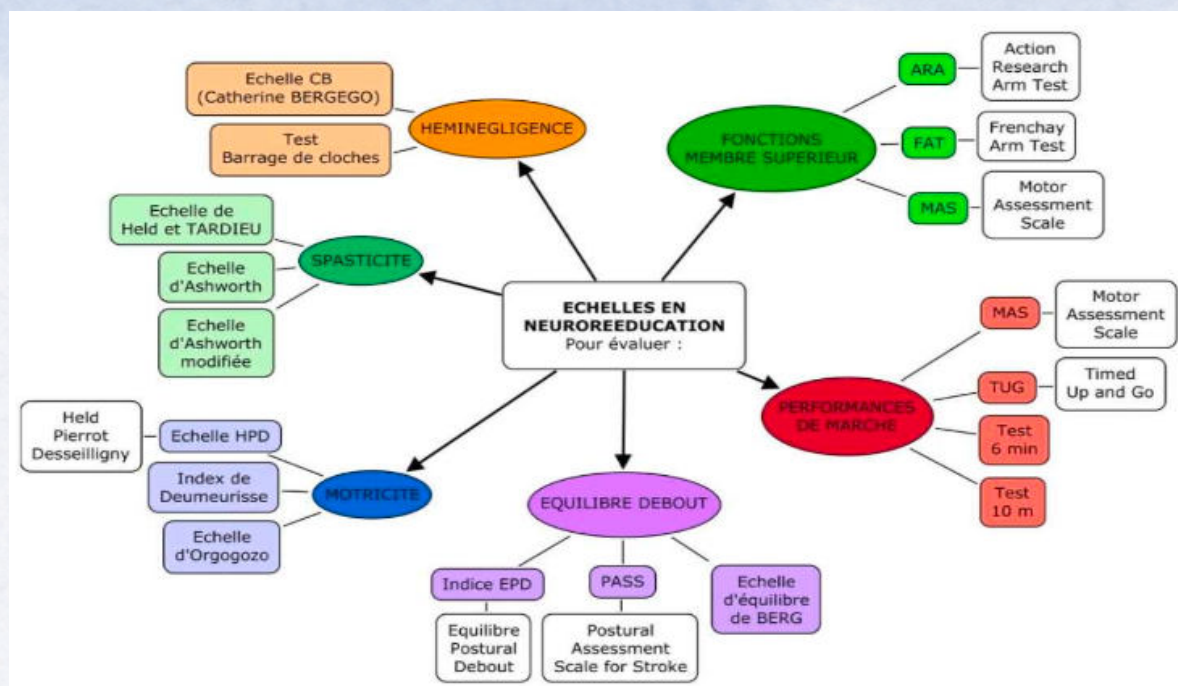 Echelle CB
(Catherine BERGEGO)
Test
Barrage de cloches
HEMINEGLIGENCE
FONCTIONS
MEMBRE SUPERIEUR
ARA
Action
Research
Arm Test
FAT
Frenchay
Arm Test
MAS
Motor
Assessment
Scale
Echelle de
Held et TARDIEU
Echelle
d'Ashworth
Echelle
d'Ashworth
modifiée
SPASTICITE
ECHELLES EN
NEUROREEDUCATION
Pour évaluer :
PERFORMANCES
DE MARCHE
MAS
Motor
Assessment
Scale
TUG
Timed
Up and Go
Test
6 min
Test
10 m
Held
Pierrot
Desseilligny
Echelle HPD
Index de
Deumeurisse
Echelle
d'Orgogozo
MOTRICITE
EQUILIBRE DEBOUT
Indice EPD
Equilibre
Postural
Debout
PASS
Postural
Assessment
Scale for Stroke
Echelle
d'équilibre
de BERG